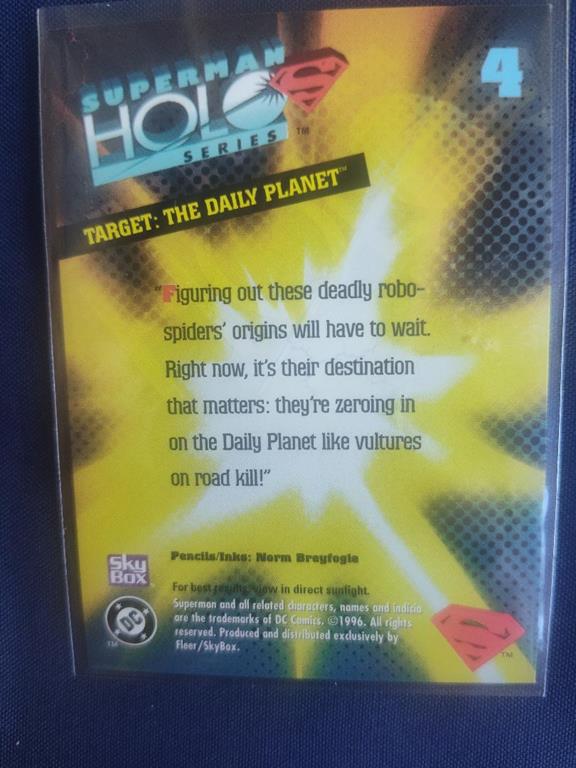 SUPERMAN
HOLO
SERIES
TM
4
TARGET: THE DAILY PLANET™
"Figuring out these deadly robo-
spiders' origins will have to wait.
Right now, it's their destination
that matters: they're zeroing in
on the Daily Planet like vultures
on road kill!"
Pencils/Inks: Norm Breyfogle
Sky
Box
For best results, view in direct sunlight.
Superman and all related characters, names and indicia
are the trademarks of DC Comics. ©1996. All rights
reserved. Produced and distributed exclusively by
Fleer/SkyBox.
DC
TM
S
TM